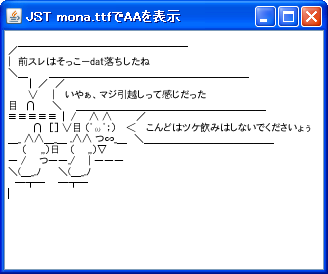 JST mona.ttfでAAを表示
前スレはそっこーdat落ちしたね
いやぁ、マジ引越しって感じだった
こんどはツケ飲みはしないでくださいょぅ